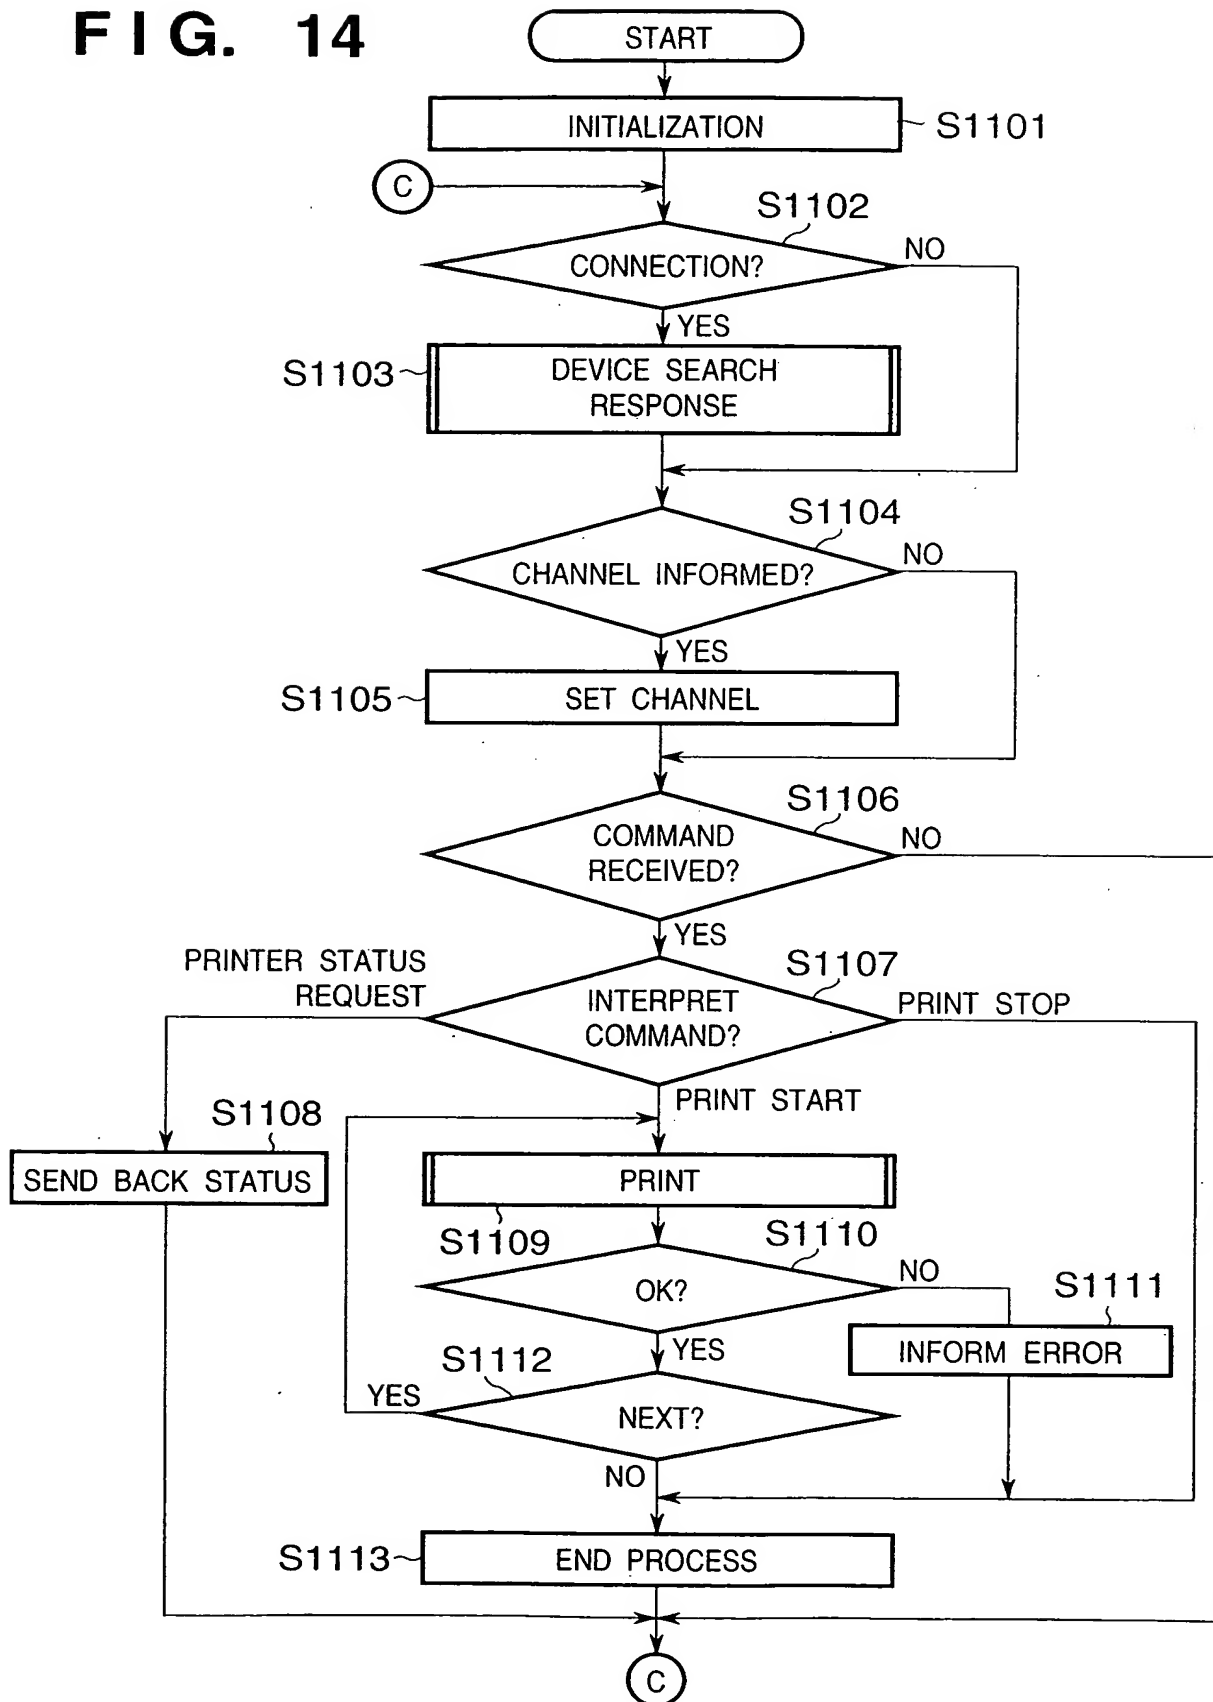 FIG. 14
START
INITIALIZATION
S1101
C
S1102
CONNECTION?
NO
YES
S1103
DEVICE SEARCH
RESPONSE
S1104
CHANNEL INFORMED?
NO
YES
S1105
SET CHANNEL
S1106
COMMAND
RECEIVED?
NO
YES
PRINTER STATUS
REQUEST
S1107
INTERPRET
COMMAND?
PRINT STOP
PRINT START
S1108
SEND BACK STATUS
PRINT
S1109
S1110
OK?
NO
S1111
INFORM ERROR
YES
S1112
YES
NEXT?
NO
S1113
END PROCESS
C